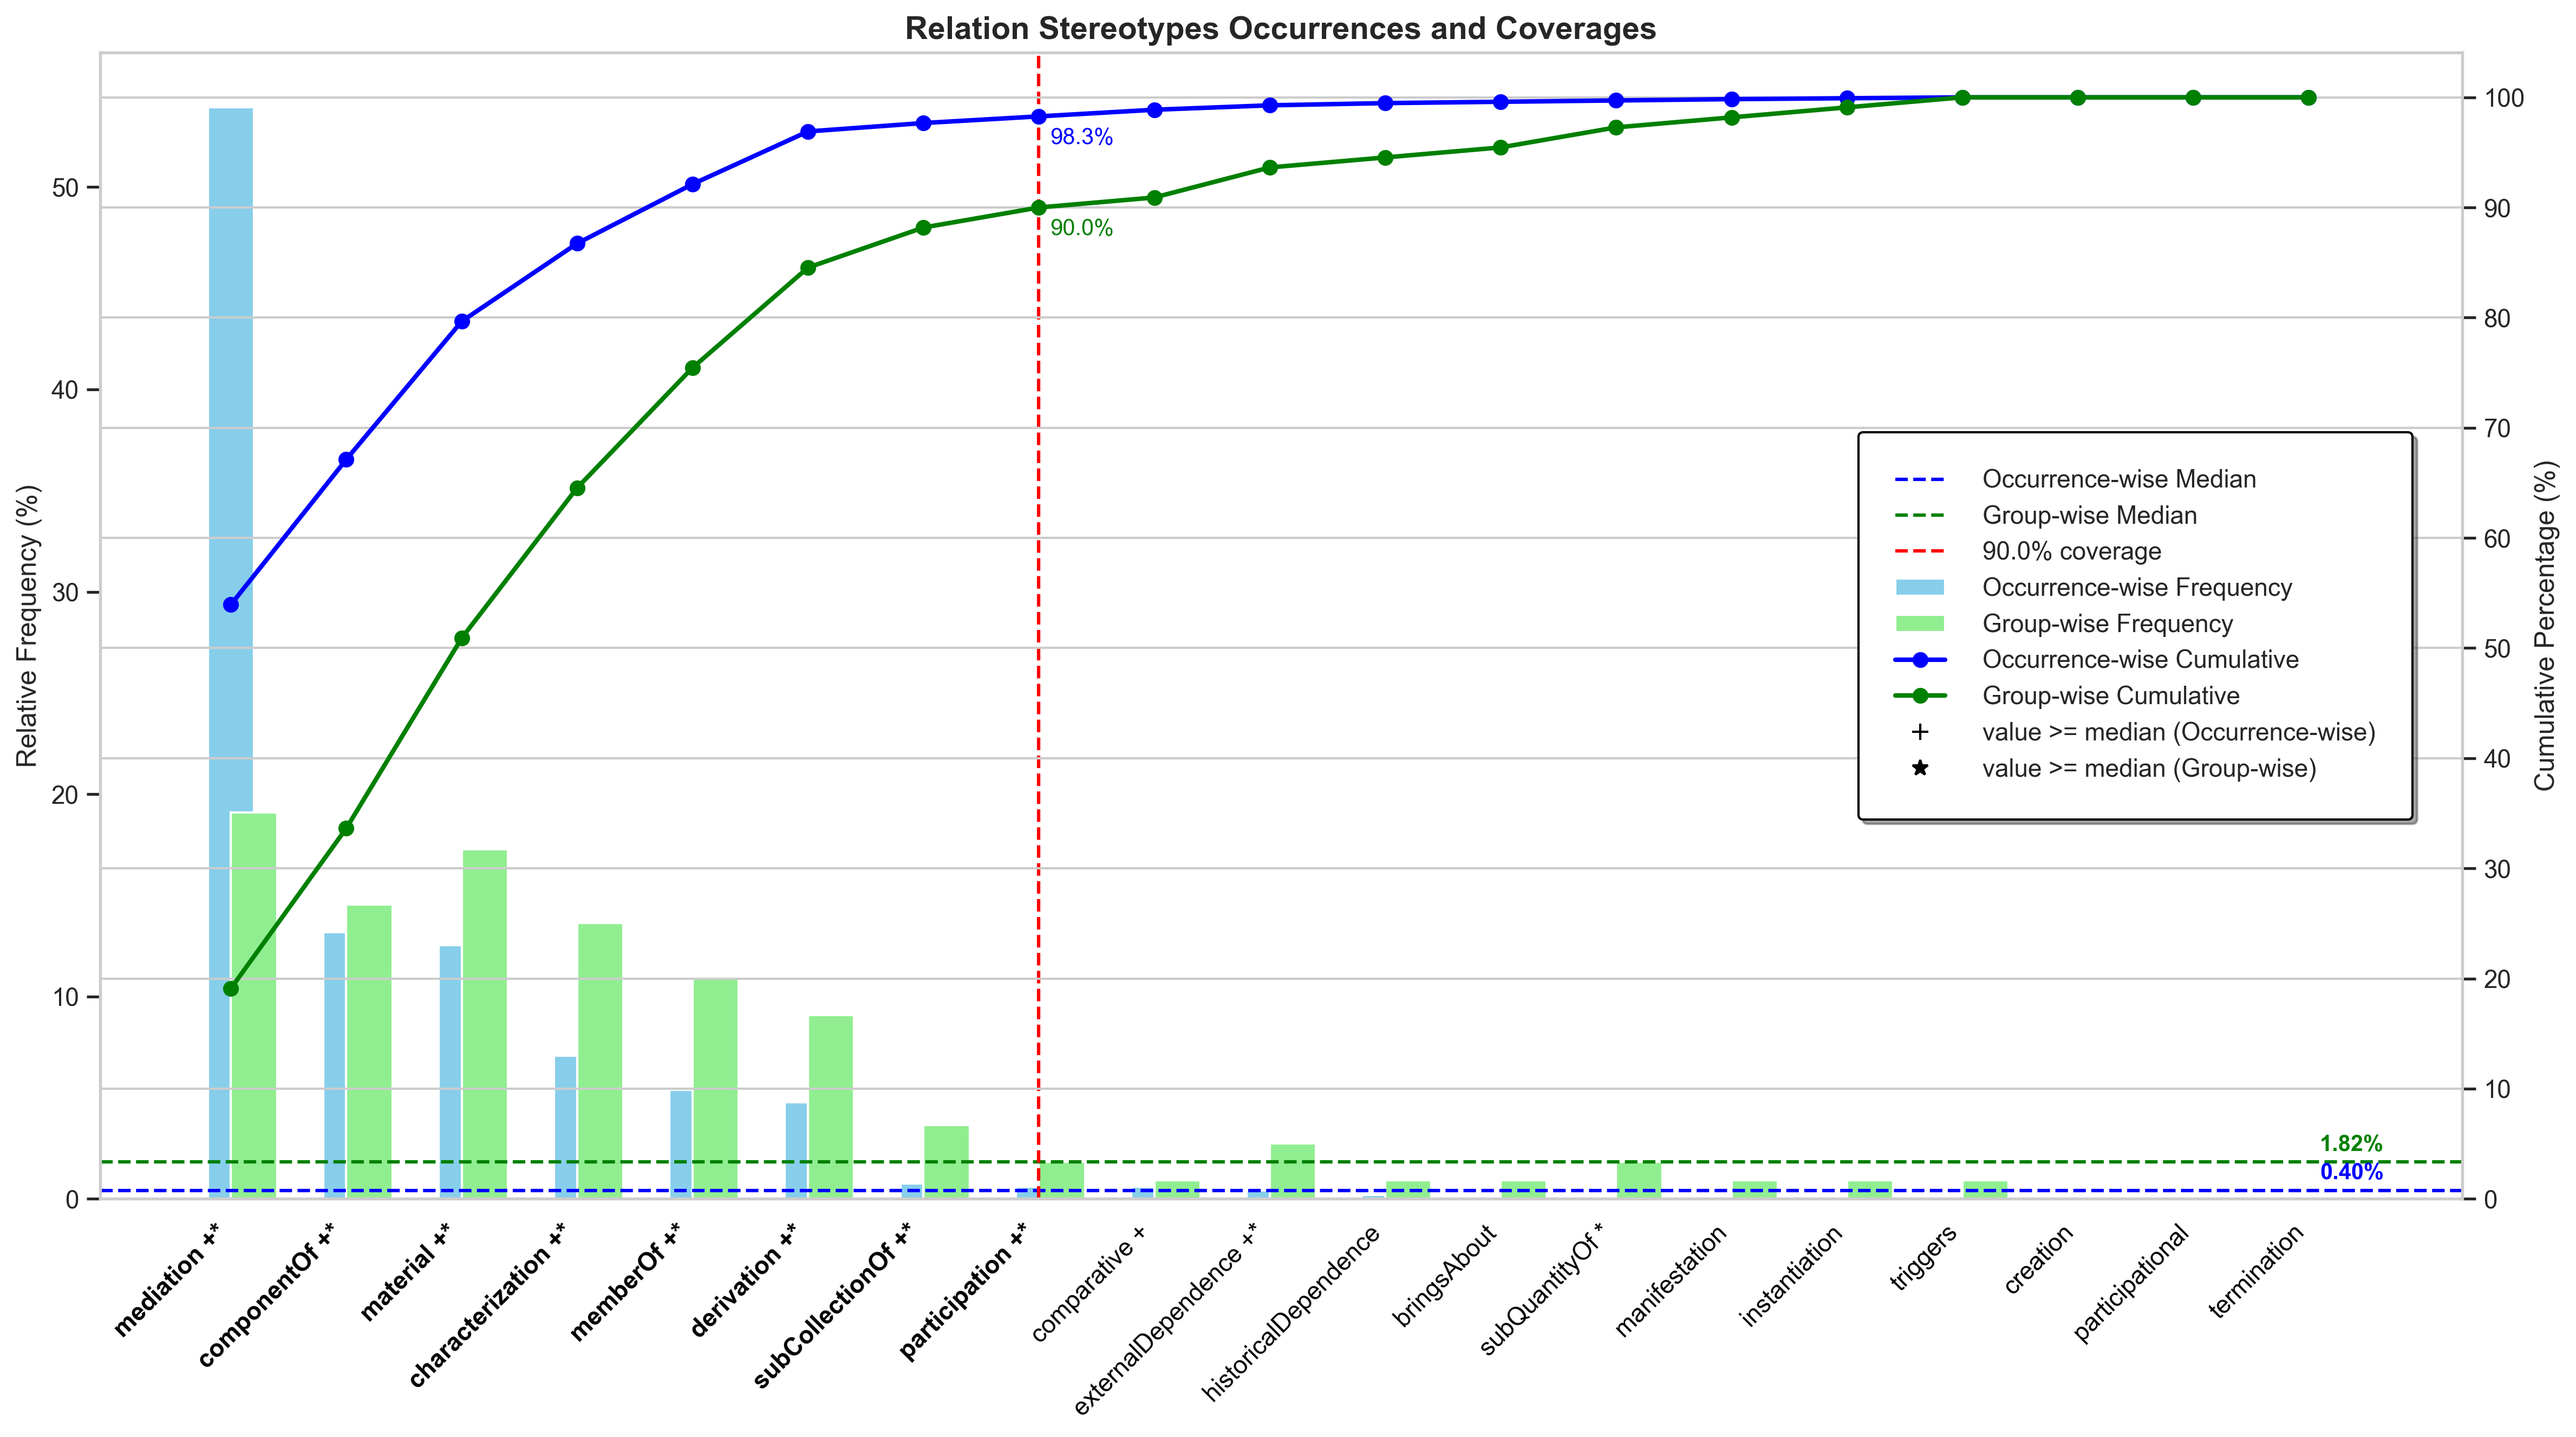 Relation Stereotypes Occurrences and Coverages
Relative Frequency (%)
50
40
30
20
10
0
98.3%
90.0%
1.82%
0.40%
Occurrence-wise Median
Group-wise Median
90.0% coverage
Occurrence-wise Frequency
Group-wise Frequency
Occurrence-wise Cumulative
Group-wise Cumulative
value >= median (Occurrence-wise)
value >= median (Group-wise)
100
90
80
70
60
50
40
30
20
10
0
Cumulative Percentage (%)
mediation +*
componentOf +*
material +*
characterization +*
memberOf +*
derivation +*
subCollectionOf +*
participation +*
comparative +
externalDependence +*
historicalDependence
bringsAbout
subQuantityOf *
manifestation
instantiation
triggers
creation
participational
termination